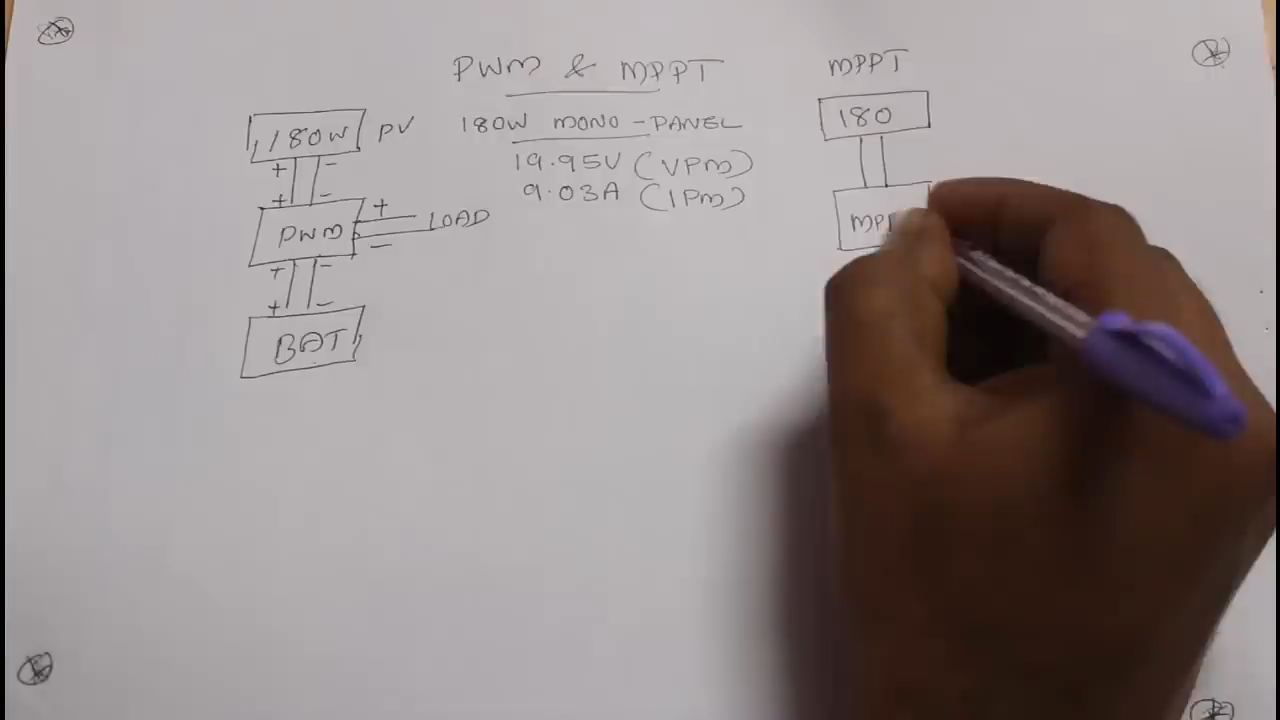 PWM & MPPT
180W MONO-PANEL
19.95V (VPM)
9.03A (IPM)
180W PV
+ -
+ -
PWM
+
LOAD
-
+ -
+ -
BAT
MPPT
180